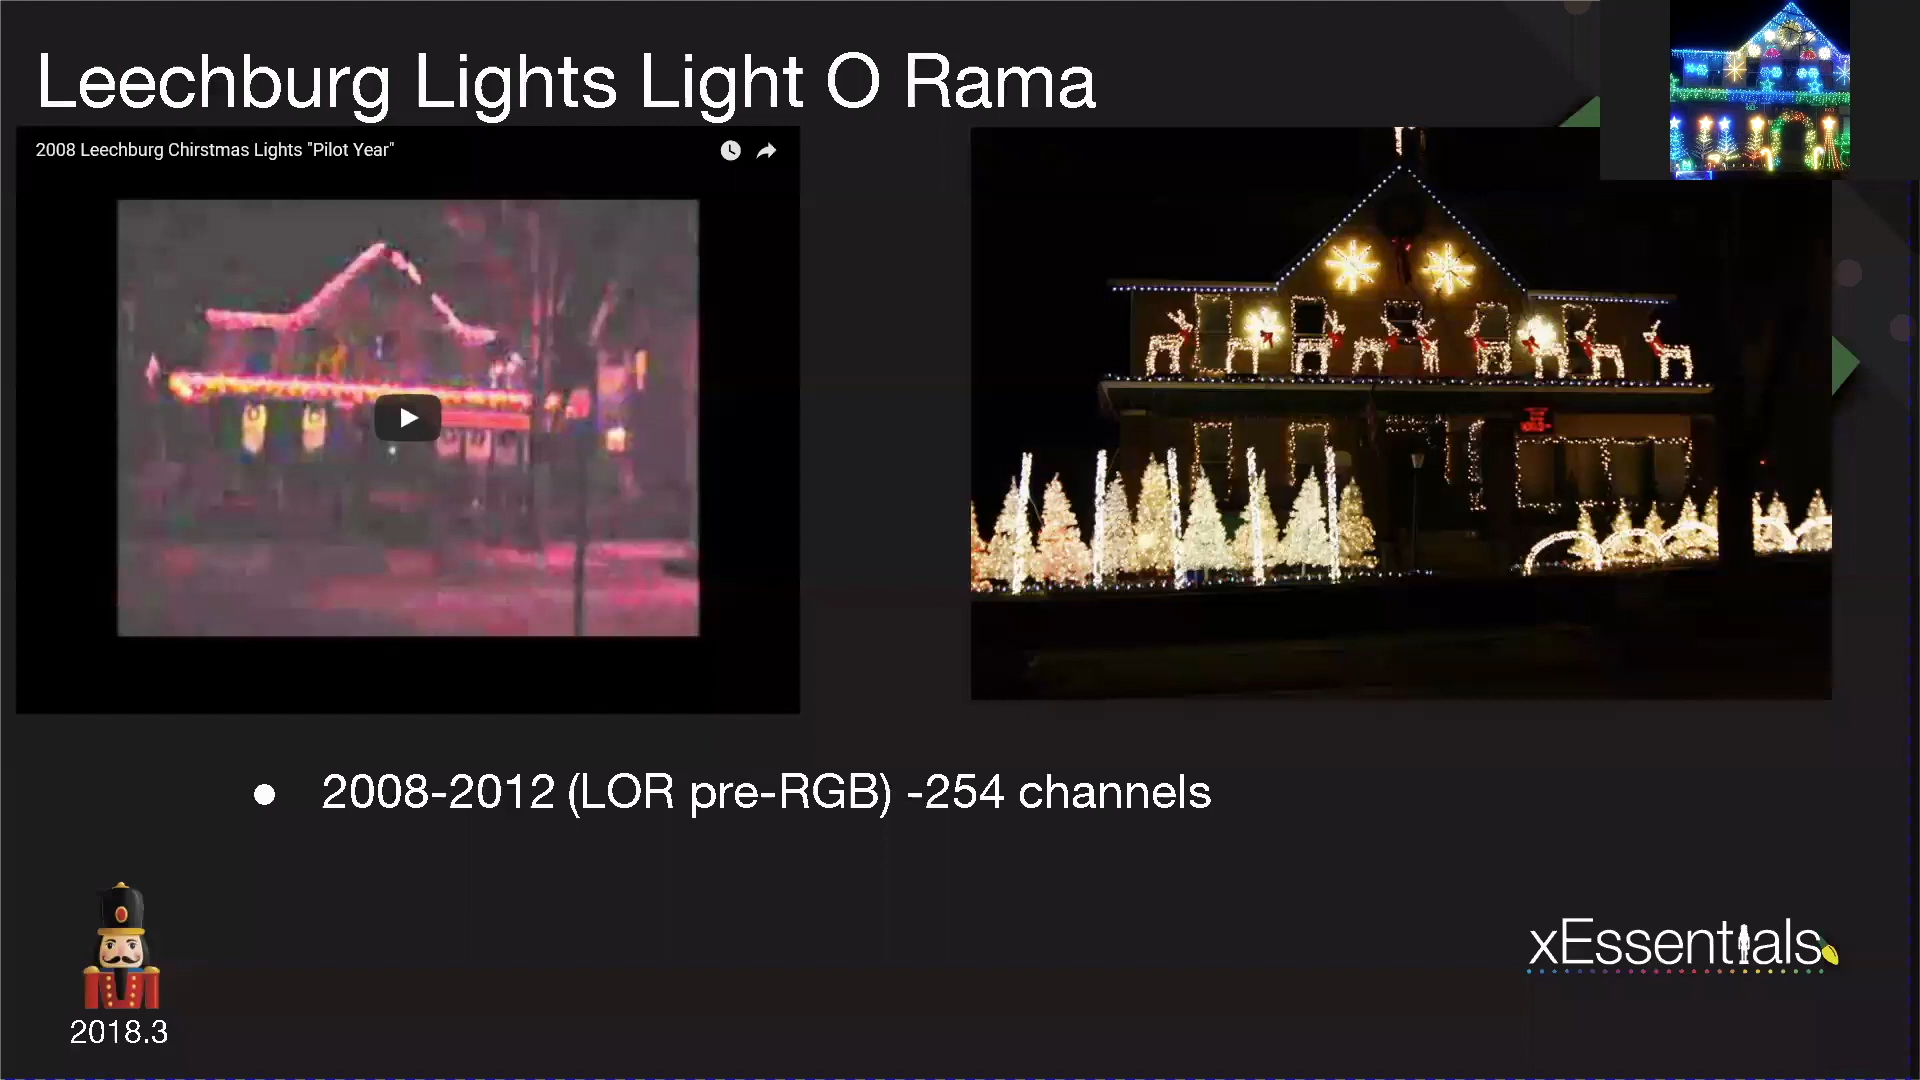 Leechburg Lights Light O Rama
2008 Leechburg Chirstmas Lights "Pilot Year"
● 2008-2012 (LOR pre-RGB) -254 channels
2018.3
xEssentials